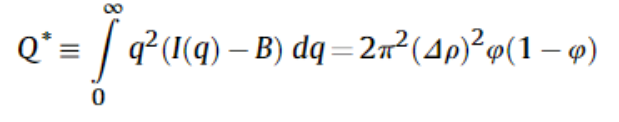 Q* ≡ ∫₀^∞ q²(I(q) – B) dq = 2π²(Δρ)²φ(1 – φ)